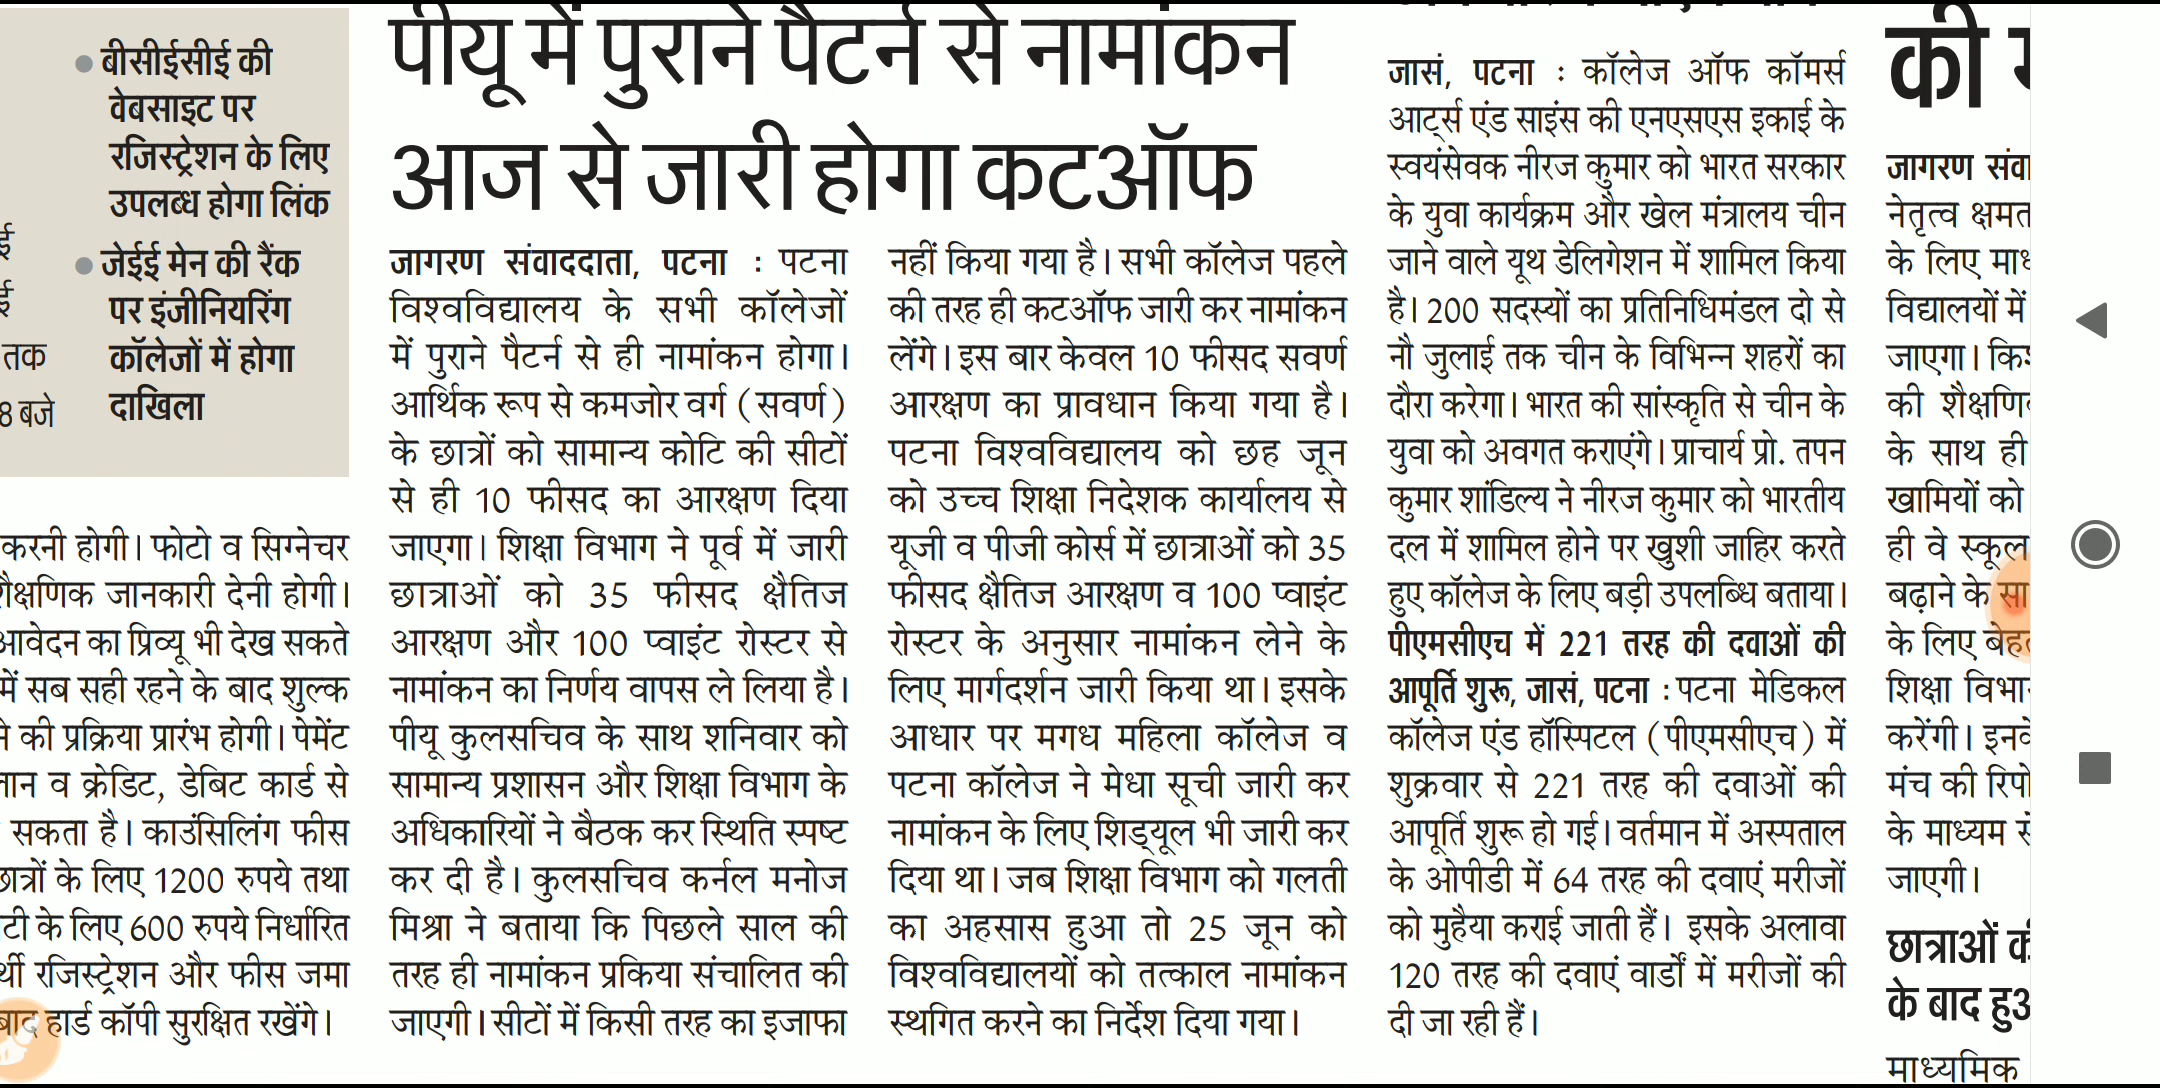 बीसीईसीई की
वेबसाइट पर
रजिस्ट्रेशन के लिए
उपलब्ध होगा लिंक
जेईई मेन की रैंक
पर इंजीनियरिंग
कॉलेजों में होगा
दाखिला
तक
8 बजे
करनी होगी। फोटो व सिग्नेचर
शैक्षणिक जानकारी देनी होगी।
आवेदन का प्रिव्यू भी देख सकते
में सब सही रहने के बाद शुल्क
की प्रक्रिया प्रारंभ होगी। पेमेंट
व क्रेडिट, डेबिट कार्ड से
सकता है। काउंसिलिंग फीस
छात्रों के लिए 1200 रुपये तथा
के लिए 600 रुपये निर्धारित
रजिस्ट्रेशन और फीस जमा
बाद हार्ड कॉपी सुरक्षित रखेंगे।
पीयू में पुराने पैटर्न से नामांकन
आज से जारी होगा कटऑफ
जागरण संवाददाता, पटना : पटना
विश्वविद्यालय के सभी कॉलेजों
में पुराने पैटर्न से ही नामांकन होगा।
आर्थिक रूप से कमजोर वर्ग (सवर्ण)
के छात्रों को सामान्य कोटि की सीटों
से ही 10 फीसद का आरक्षण दिया
जाएगा। शिक्षा विभाग ने पूर्व में जारी
छात्राओं को 35 फीसद क्षैतिज
आरक्षण और 100 प्वाइंट रोस्टर से
नामांकन का निर्णय वापस ले लिया है।
पीयू कुलसचिव के साथ शनिवार को
सामान्य प्रशासन और शिक्षा विभाग के
अधिकारियों ने बैठक कर स्थिति स्पष्ट
कर दी है। कुलसचिव कर्नल मनोज
मिश्रा ने बताया कि पिछले साल की
तरह ही नामांकन प्रकिया संचालित की
जाएगी। सीटों में किसी तरह का इजाफा
नहीं किया गया है। सभी कॉलेज पहले
की तरह ही कटऑफ जारी कर नामांकन
लेंगे। इस बार केवल 10 फीसद सवर्ण
आरक्षण का प्रावधान किया गया है।
पटना विश्वविद्यालय को छह जून
को उच्च शिक्षा निदेशक कार्यालय से
यूजी व पीजी कोर्स में छात्राओं को 35
फीसद क्षैतिज आरक्षण व 100 प्वाइंट
रोस्टर के अनुसार नामांकन लेने के
लिए मार्गदर्शन जारी किया था। इसके
आधार पर मगध महिला कॉलेज व
पटना कॉलेज ने मेधा सूची जारी कर
नामांकन के लिए शिड्यूल भी जारी कर
दिया था। जब शिक्षा विभाग को गलती
का अहसास हुआ तो 25 जून को
विश्वविद्यालयों को तत्काल नामांकन
स्थगित करने का निर्देश दिया गया।
जासं, पटना : कॉलेज ऑफ कॉमर्स
आर्ट्स एंड साइंस की एनएसएस इकाई के
स्वयंसेवक नीरज कुमार को भारत सरकार
के युवा कार्यक्रम और खेल मंत्रालय चीन
जाने वाले यूथ डेलिगेशन में शामिल किया
है। 200 सदस्यों का प्रतिनिधिमंडल दो से
नौ जुलाई तक चीन के विभिन्न शहरों का
दौरा करेगा। भारत की सांस्कृति से चीन के
युवा को अवगत कराएंगे। प्राचार्य प्रो. तपन
कुमार शांडिल्य ने नीरज कुमार को भारतीय
दल में शामिल होने पर खुशी जाहिर करते
हुए कॉलेज के लिए बड़ी उपलब्धि बताया।
पीएमसीएच में 221 तरह की दवाओं की
आपूर्ति शुरू, जासं, पटना : पटना मेडिकल
कॉलेज एंड हॉस्पिटल (पीएमसीएच) में
शुक्रवार से 221 तरह की दवाओं की
आपूर्ति शुरू हो गई। वर्तमान में अस्पताल
के ओपीडी में 64 तरह की दवाएं मरीजों
को मुहैया कराई जाती हैं। इसके अलावा
120 तरह की दवाएं वार्डों में मरीजों की
दी जा रही हैं।
की
जागरण
नेतृत्व
के लिए
विद्यालयों में
जाएगा।
की
के साथ ही
खामियों को
ही वे स्कूल
बढ़ाने के
के लिए
शिक्षा
करेंगी।
मंच की
के माध्यम
जाएगी।
छात्राओं
के बाद
माध्यमिक